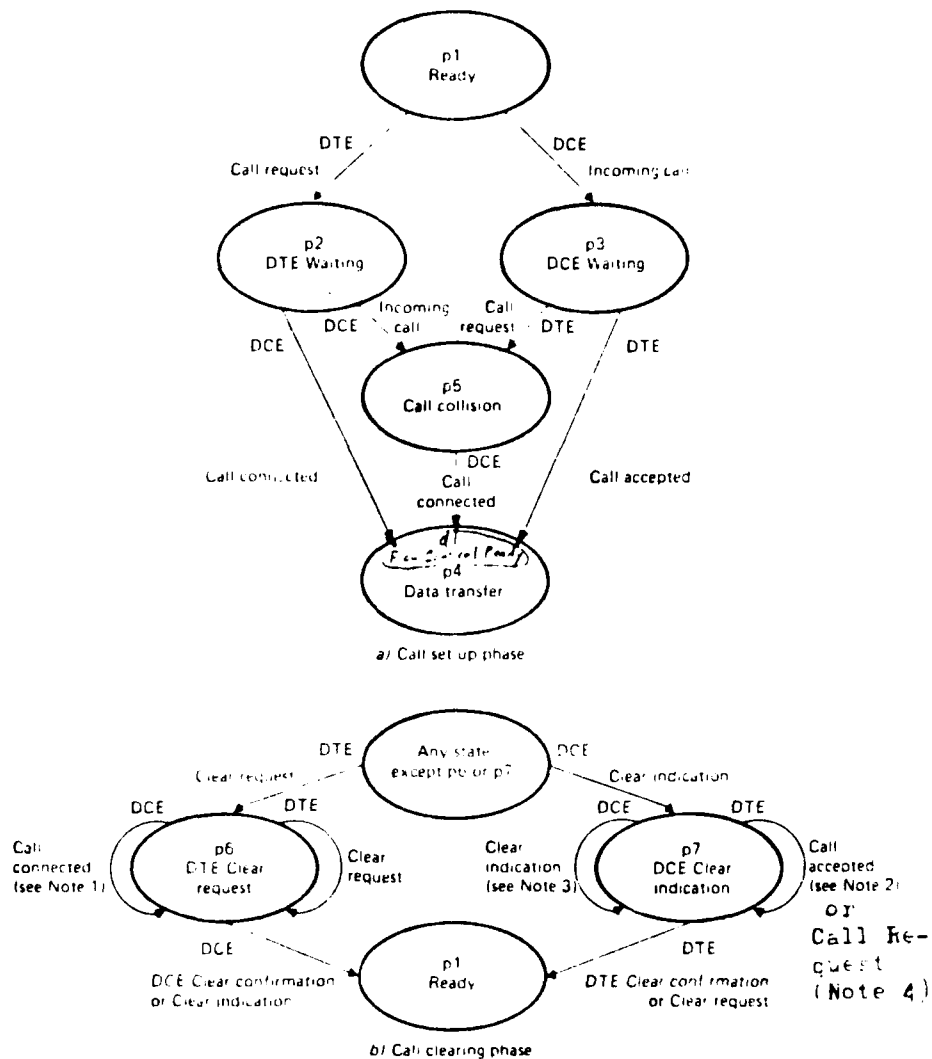 p1
Ready
DTE
DCE
Call request
Incoming call
p2
DTE Waiting
p3
DCE Waiting
DCE
DCE
Incoming
call
Call
request
DTE
DTE
p5
Call collision
DCE
Call connected
Call
connected
Call accepted
d1
p4
Data transfer
a) Call set up phase
DTE
Any state
except p6 or p7
DCE
Clear request
Clear indication
DCE
DTE
DCE
DTE
Call
connected
(see Note 1)
p6
DTE Clear
request
Clear
request
Clear
indication
(see Note 3)
p7
DCE Clear
indication
Call
accepted
(see Note 2)
or
Call Re-
quest
(Note 4)
DCE
DTE
DCE Clear confirmation
or Clear indication
p1
Ready
DTE Clear confirmation
or Clear request
b) Call clearing phase